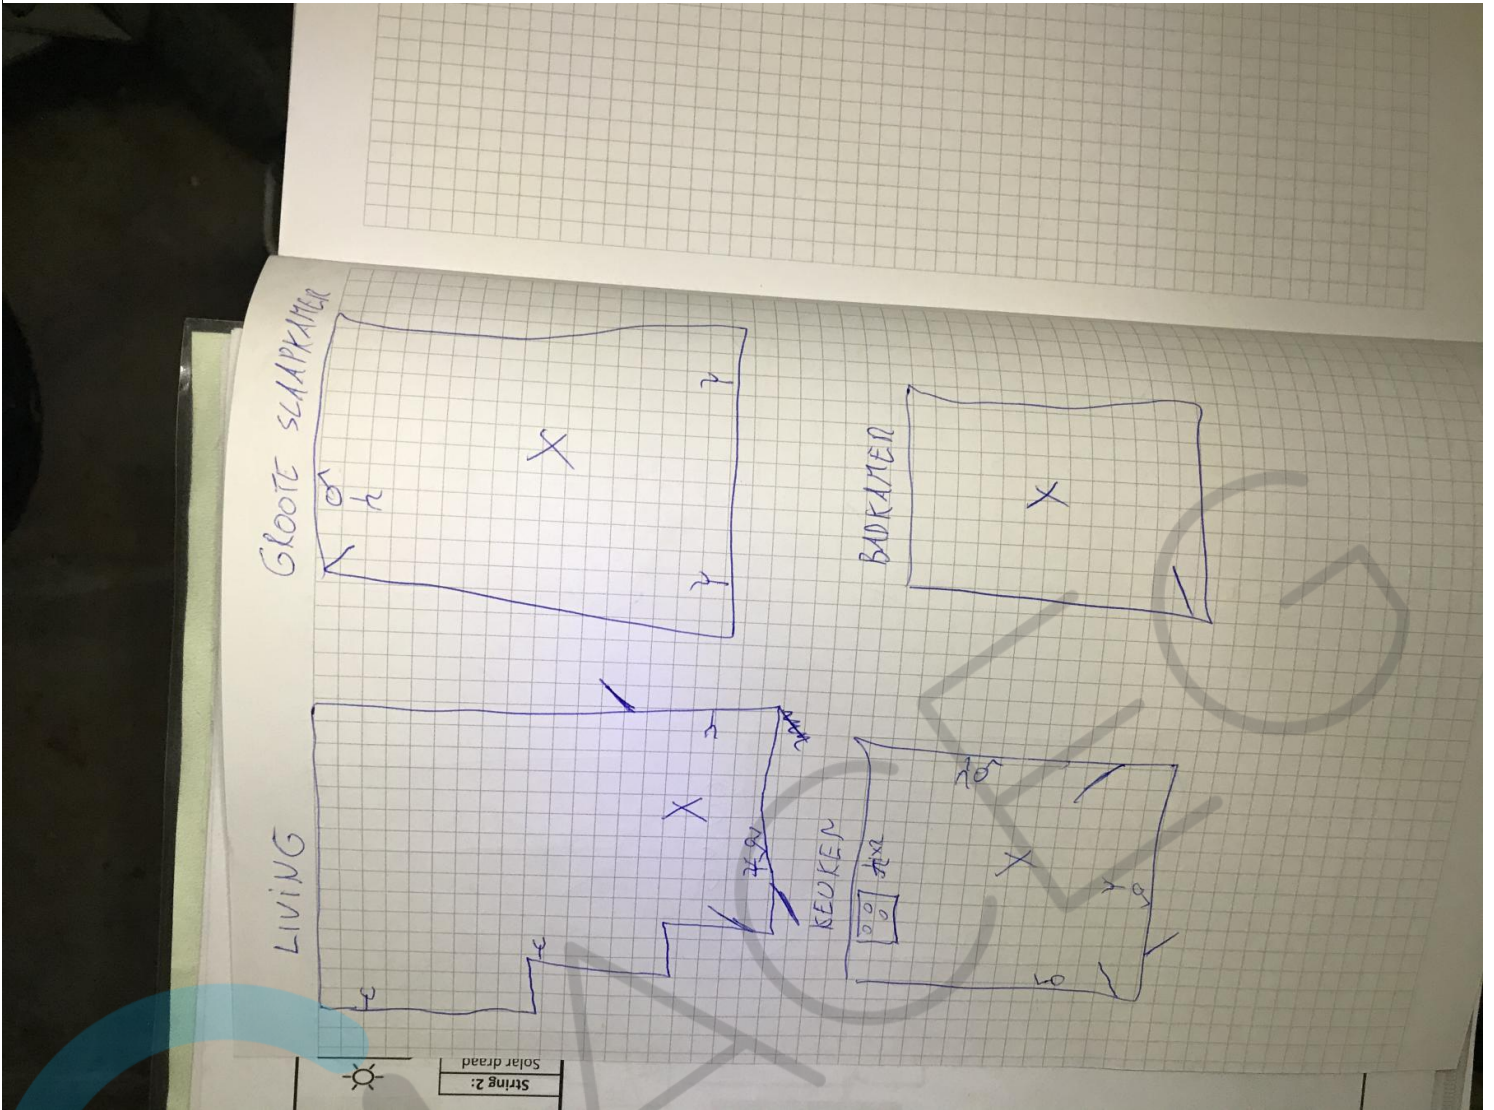 LIVING
GROOTE SLAAPKAMER
KEUKEN
BADKAMER
String 2:
Solar draad